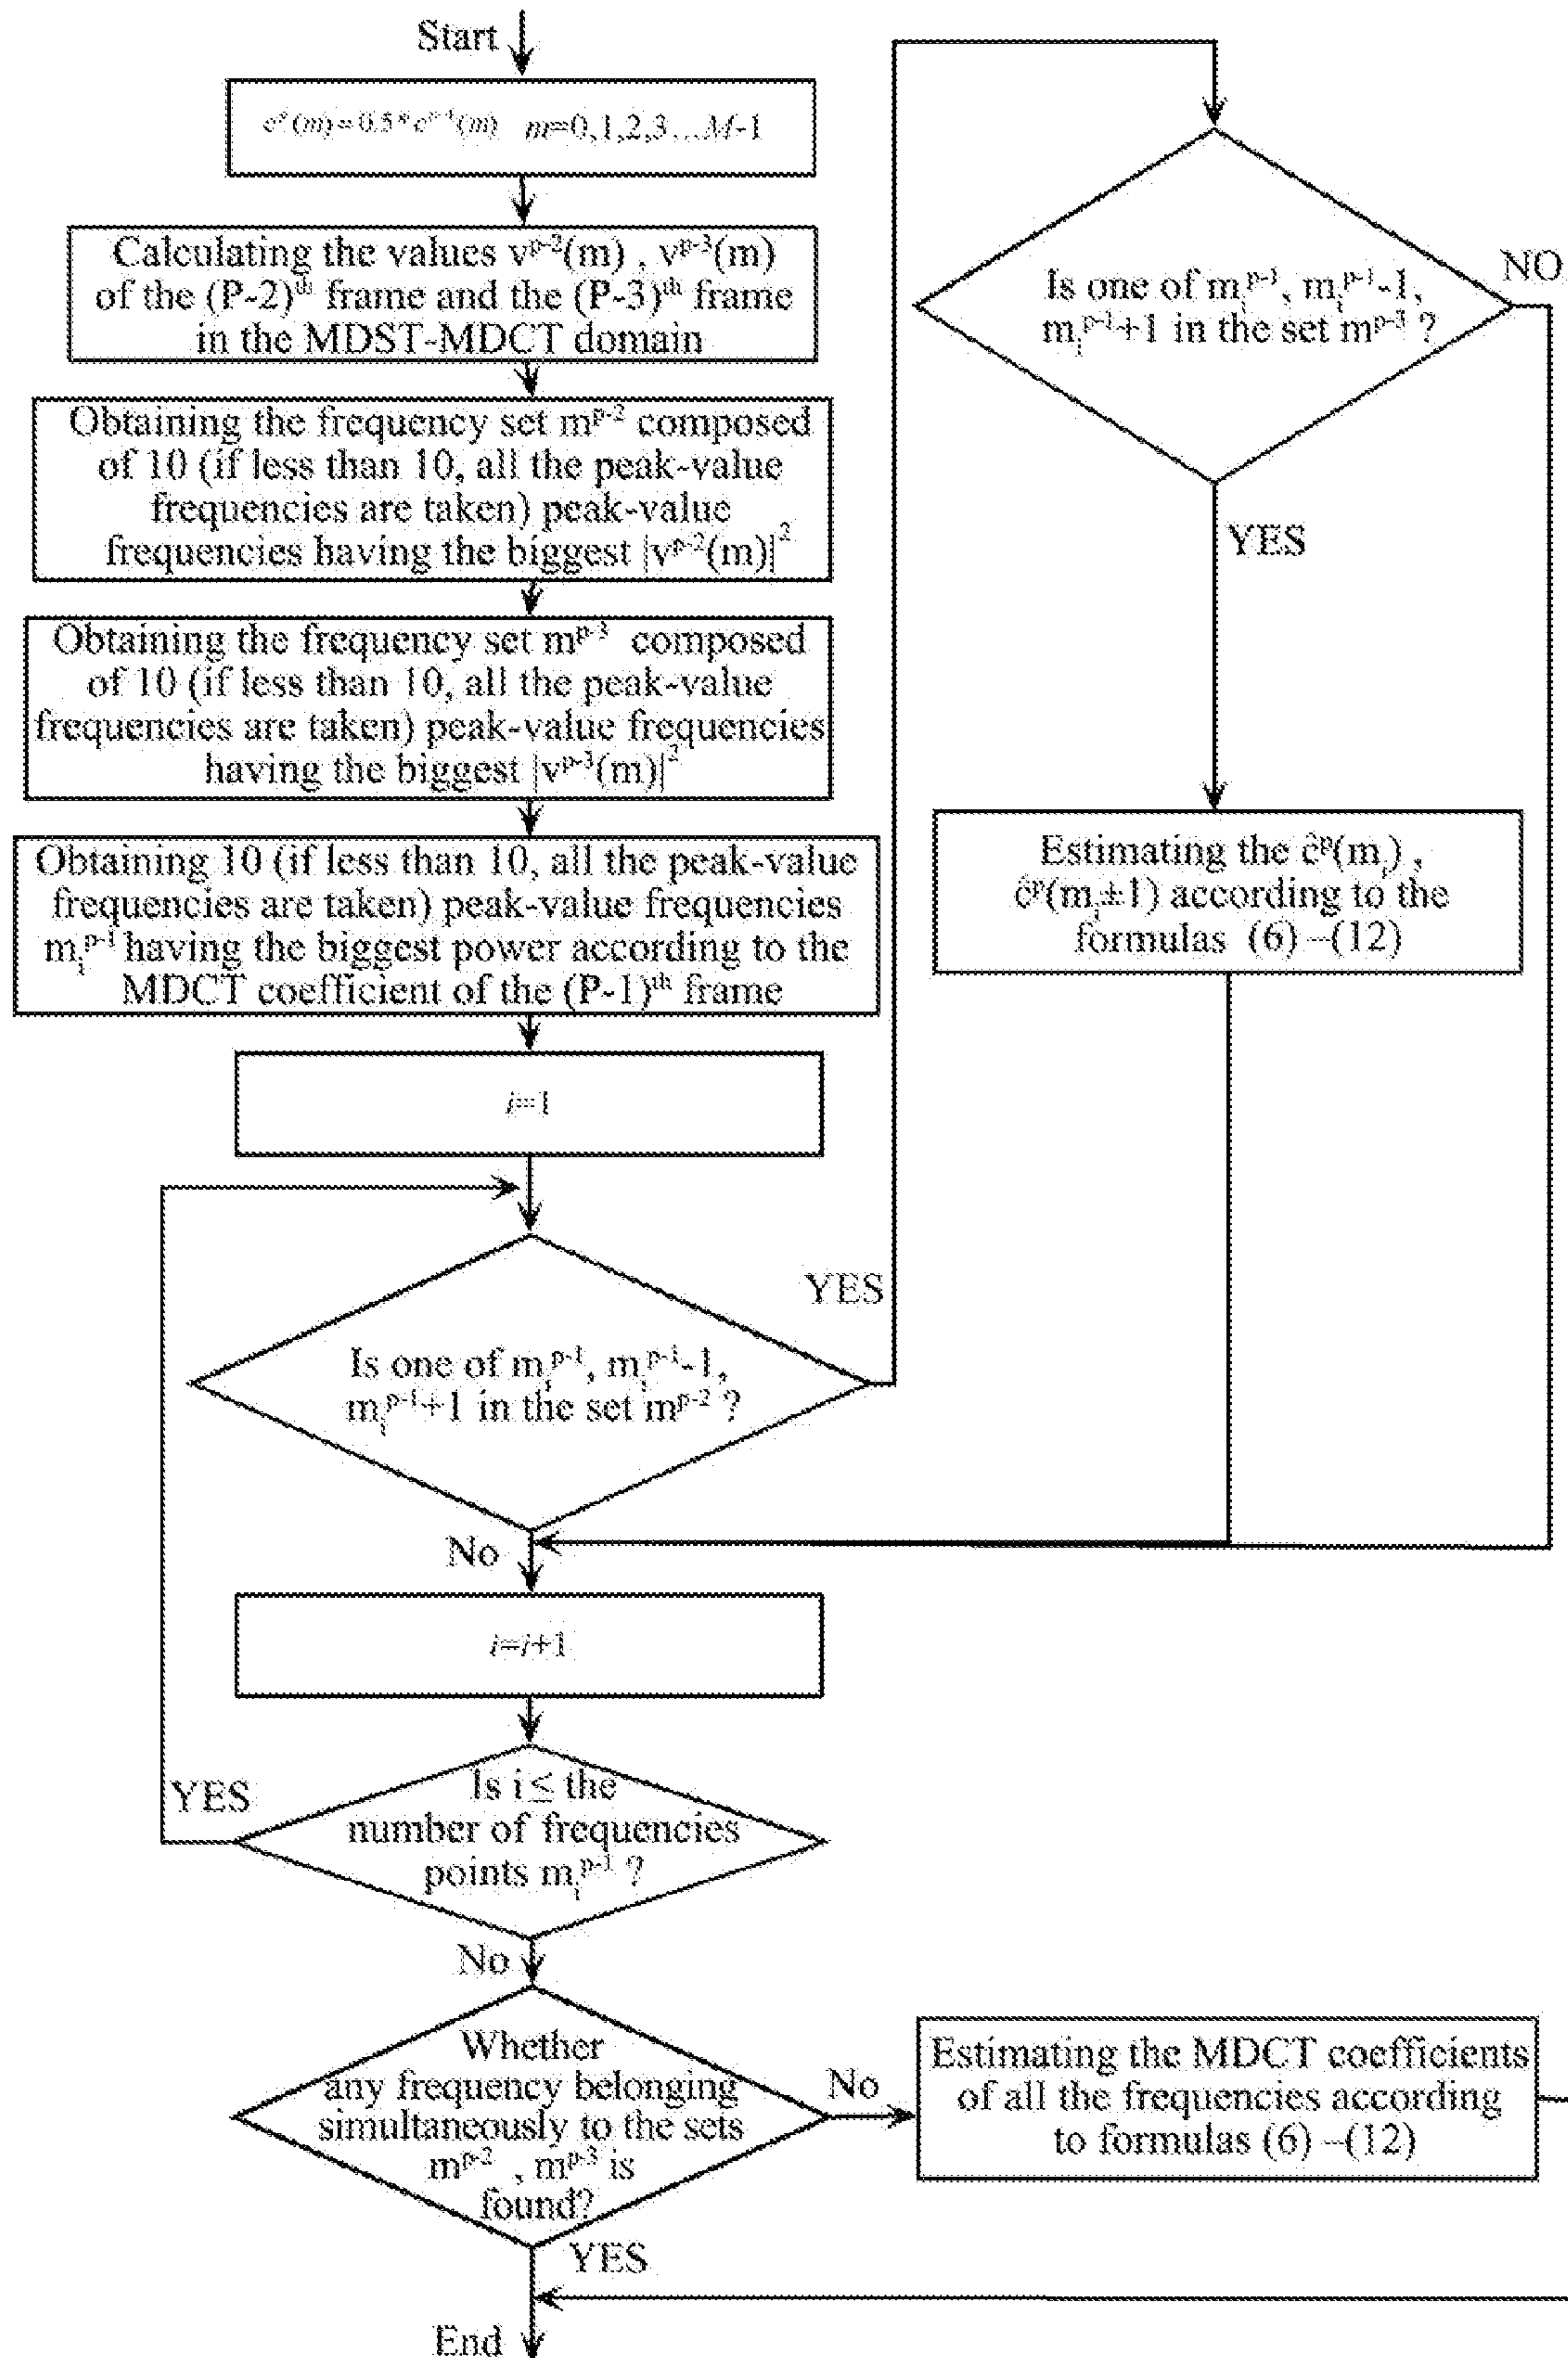 Start
c^p(m)=0.5*c^{p-1}(m) m=0,1,2,3…M-1
Calculating the values v^{p-2}(m) , v^{p-3}(m)
of the (P-2)^{th} frame and the (P-3)^{th} frame
in the MDST-MDCT domain
Obtaining the frequency set m^{p-2} composed
of 10 (if less than 10, all the peak-value
frequencies are taken) peak-value
frequencies having the biggest |v^{p-2}(m)|^2
Obtaining the frequency set m^{p-3} composed
of 10 (if less than 10, all the peak-value
frequencies are taken) peak-value frequencies
having the biggest |v^{p-3}(m)|^2
Obtaining 10 (if less than 10, all the peak-value
frequencies are taken) peak-value frequencies
m_i^{p-1} having the biggest power according to the
MDCT coefficient of the (P-1)^{th} frame
i=1
YES
Is one of m_i^{p-1}, m_i^{p-1}-1,
m_i^{p-1}+1 in the set m^{p-2} ?
No
i=i+1
YES
Is i≤ the
number of frequencies
points m_i^{p-1} ?
No
Whether
any frequency belonging
simultaneously to the sets
m^{p-2} , m^{p-3} is
found?
No
YES
End
Is one of m_i^{p-1}, m_i^{p-1}-1,
m_i^{p-1}+1 in the set m^{p-3} ?
NO
YES
Estimating the ĉ^p(m_i) ,
ĉ^p(m_i±1) according to the
formulas (6) –(12)
Estimating the MDCT coefficients
of all the frequencies according
to formulas (6) –(12)